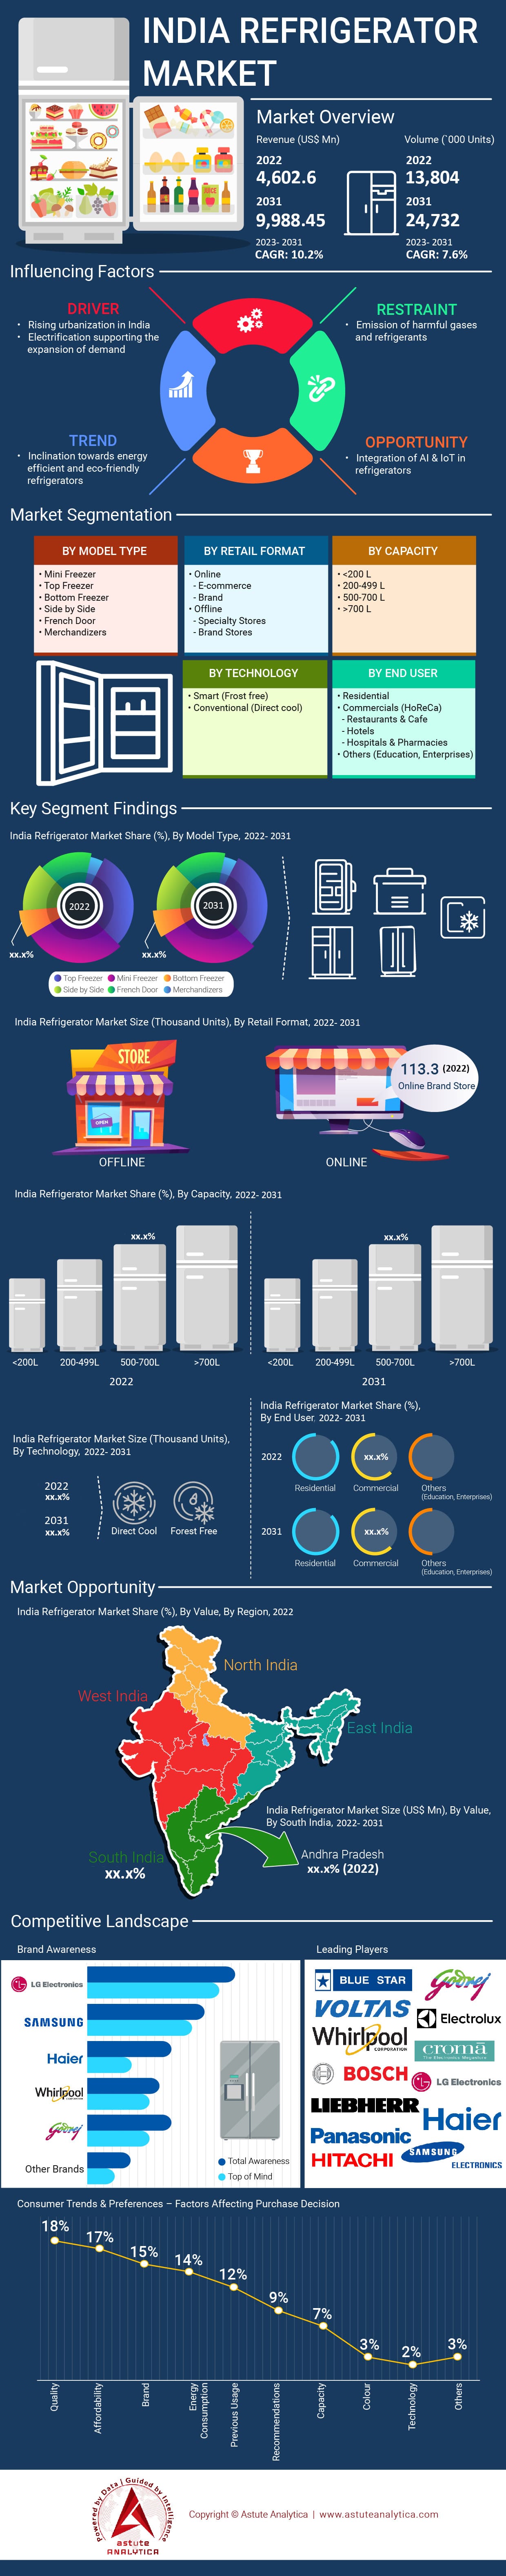 INDIA REFRIGERATOR
MARKET
Market Overview
Revenue (US$ Mn)
Volume (`000 Units)
2022
4,602.6
2022
13,804
2031
9,988.45
2031
24,732
2023- 2031
CAGR: 10.2%
2023- 2031
CAGR: 7.6%
JUICE
Influencing Factors
DRIVER
• Rising urbanization in India
• Electrification supporting the
expansion of demand
RESTRAINT
• Emission of harmful gases
and refrigerants
TREND
• Inclination towards energy
efficient and eco-friendly
refrigerators
OPPORTUNITY
• Integration of AI & IoT in
refrigerators
Market Segmentation
BY MODEL TYPE
• Mini Freezer
• Top Freezer
• Bottom Freezer
• Side by Side
• French Door
• Merchandizers
BY RETAIL FORMAT
• Online
- E-commerce
- Brand
• Offline
- Specialty Stores
- Brand Stores
BY CAPACITY
• <200 L
• 200-499 L
• 500-700 L
• >700 L
BY TECHNOLOGY
• Smart (Frost free)
• Conventional (Direct cool)
BY END USER
• Residential
• Commercials (HoReCa)
- Restaurants & Cafe
- Hotels
- Hospitals & Pharmacies
• Others (Education, Enterprises)
Key Segment Findings
India Refrigerator Market Share (%), By Model Type, 2022- 2031
2022
2031
xx.x%
xx.x%
Top Freezer Mini Freezer Bottom Freezer
Side by Side French Door Merchandizers
India Refrigerator Market Size (Thousand Units), By Retail Format, 2022- 2031
STORE
OPEN
113.3 (2022)
Online Brand Store
OFFLINE
ONLINE
India Refrigerator Market Share (%), By Capacity, 2022- 2031
xx.x%
xx.x%
<200L 200-499L 500-700L >700L
<200L 200-499L 500-700L >700L
2022
2031
India Refrigerator Market Size (Thousand Units),
By Technology, 2022- 2031
2022
xx.x%
2031
xx.x%
Direct Cool
Forest Free
India Refrigerator Market Share (%),
By End User. 2022- 2031
2022
xx.x%
Residential
Commercial
Others
(Education, Enterprises)
2031
xx.x%
Residential
Commercial
Others
(Education, Enterprises)
Market Opportunity
India Refrigerator Market Share (%), By Value, By Region, 2022
North India
West India
East India
India Refrigerator Market Size (US$ Mn), By Value,
By South India, 2022- 2031
South India
xx.x%
Andhra Pradesh
xx.x% (2022)
Competitive Landscape
Brand Awareness
LG Electronics
SAMSUNG
Haier
Whirlpool
Godrej
Other Brands
Total Awareness
Top of Mind
Leading Players
BLUE STAR
Godrej
VOLTAS
Electrolux
Whirlpool
CORPORATION
croma
The Electronics Megastore
BOSCH
LG Electronics
LIEBHERR
Haier
Panasonic
HITACHI
SAMSUNG
ELECTRONICS
Consumer Trends & Preferences – Factors Affecting Purchase Decision
18%
17%
15%
14%
12%
9%
7%
3%
2%
3%
Quality
Affordability
Brand
Energy
Consumption
Previous Usage
Recommendations
Capacity
Colour
Technology
Others
Powered by Data | Guided by Intelligence
astute
ANALYTICA
Copyright © Astute Analytica | www.astuteanalytica.com